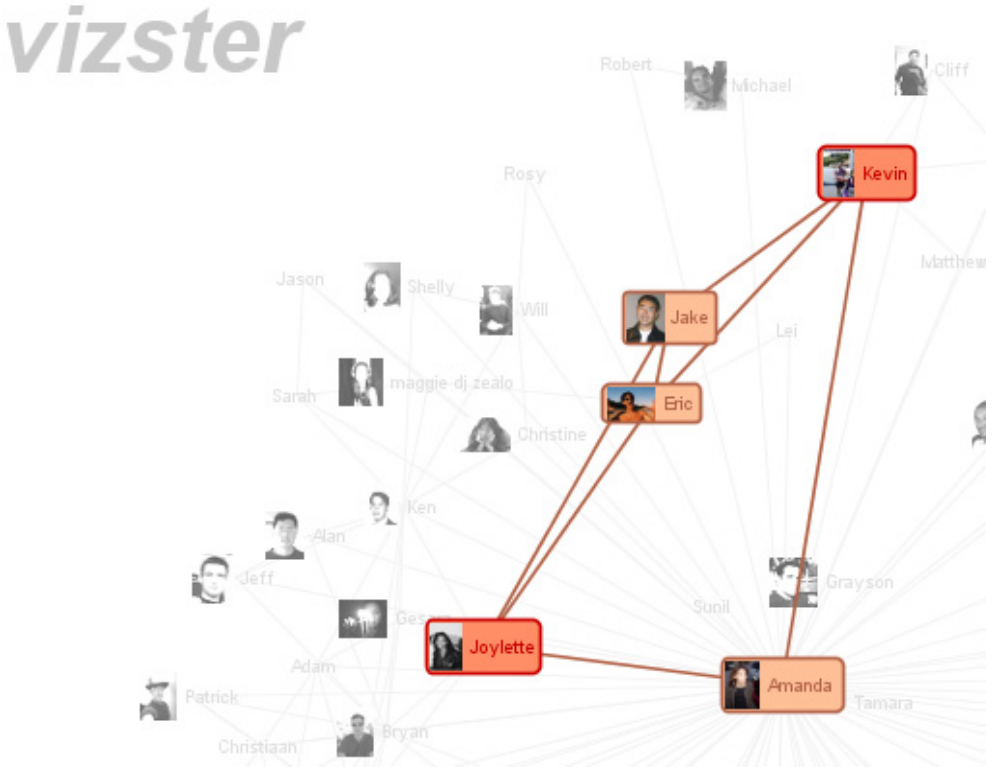 vizster
Robert
Michael
Cliff
Kevin
Rosy
Matthew
Jason
Shelly
Will
Jake
Lei
maggie dj zealo
Sarah
Eric
Christine
Ken
Alan
Jeff
Grayson
Sunil
Joylette
Adam
Amanda
Patrick
Tamara
Bryan
Christiaan